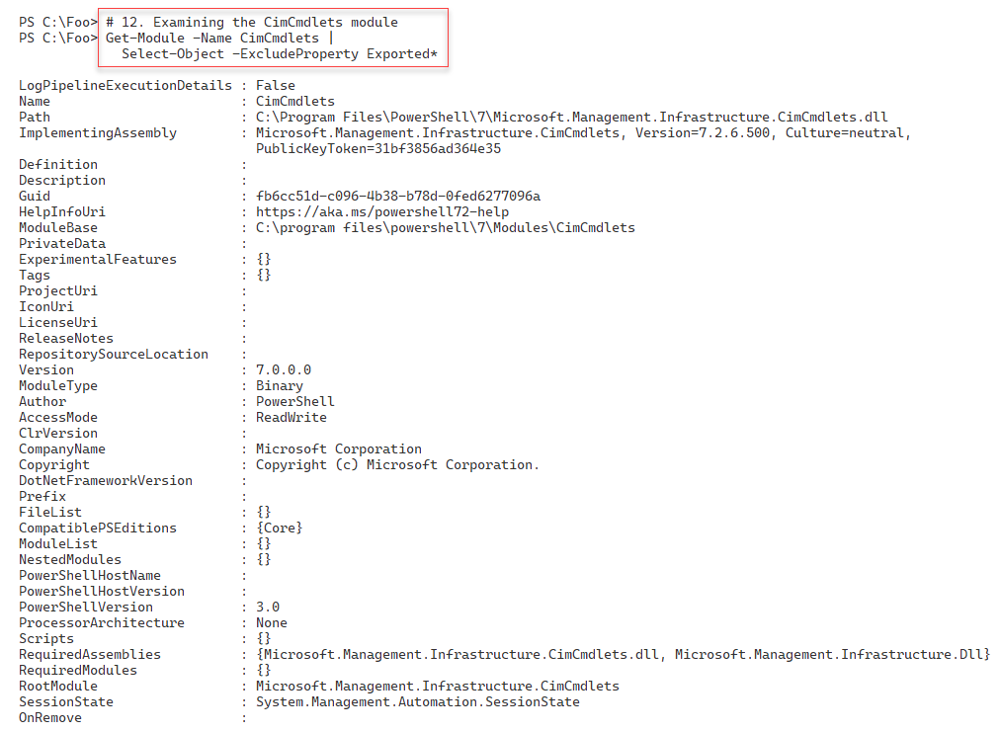 PS C:\Foo> # 12. Examining the CimCmdlets module
PS C:\Foo> Get-Module -Name CimCmdlets |
             Select-Object -ExcludeProperty Exported*

LogPipelineExecutionDetails : False
Name                        : CimCmdlets
Path                        : C:\Program Files\PowerShell\7\Microsoft.Management.Infrastructure.CimCmdlets.dll
ImplementingAssembly        : Microsoft.Management.Infrastructure.CimCmdlets, Version=7.2.6.500, Culture=neutral,
                              PublicKeyToken=31bf3856ad364e35
Definition                  :
Description                 :
Guid                        : fb6cc51d-c096-4b38-b78d-0fed6277096a
HelpInfoUri                 : https://aka.ms/powershell72-help
ModuleBase                  : C:\program files\powershell\7\Modules\CimCmdlets
PrivateData                 :
ExperimentalFeatures        : {}
Tags                        : {}
ProjectUri                  :
IconUri                     :
LicenseUri                  :
ReleaseNotes                :
RepositorySourceLocation    :
Version                     : 7.0.0.0
ModuleType                  : Binary
Author                      : PowerShell
AccessMode                  : ReadWrite
ClrVersion                  :
CompanyName                 : Microsoft Corporation
Copyright                   : Copyright (c) Microsoft Corporation.
DotNetFrameworkVersion      :
Prefix                      :
FileList                    : {}
CompatiblePSEditions        : {Core}
ModuleList                  : {}
NestedModules               : {}
PowerShellHostName          :
PowerShellHostVersion       :
PowerShellVersion           : 3.0
ProcessorArchitecture       : None
Scripts                     : {}
RequiredAssemblies          : {Microsoft.Management.Infrastructure.CimCmdlets.dll, Microsoft.Management.Infrastructure.Dll}
RequiredModules             : {}
RootModule                  : Microsoft.Management.Infrastructure.CimCmdlets
SessionState                : System.Management.Automation.SessionState
OnRemove                    :